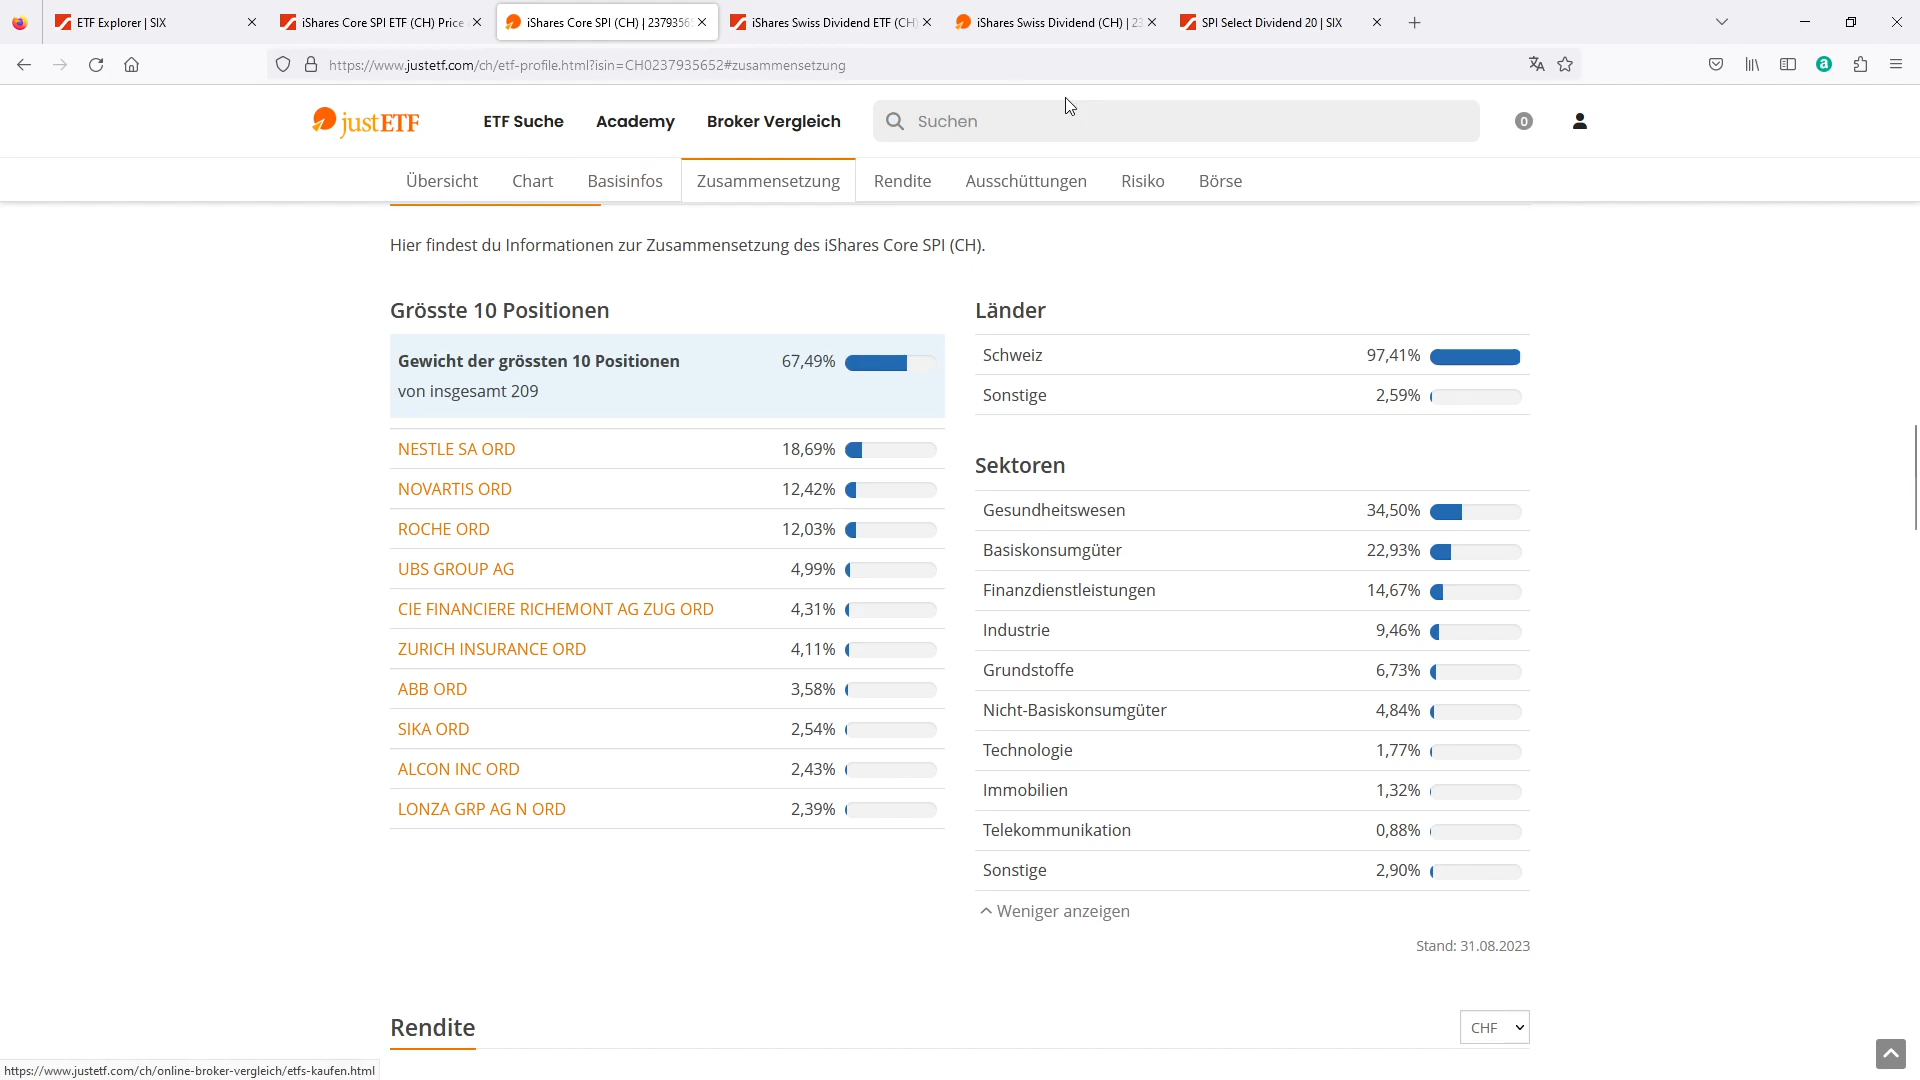 ETF Explorer | SIX
iShares Core SPI ETF (CH) Price
iShares Core SPI (CH) | 2379356
iShares Swiss Dividend ETF (CH)
iShares Swiss Dividend (CH) | 23
SPI Select Dividend 20 | SIX
https://www.justetf.com/ch/etf-profile.html?isin=CH0237935652#zusammensetzung
a
justETF
ETF Suche
Academy
Broker Vergleich
Suchen
0
Übersicht
Chart
Basisinfos
Zusammensetzung
Rendite
Ausschüttungen
Risiko
Börse
Hier findest du Informationen zur Zusammensetzung des iShares Core SPI (CH).
Grösste 10 Positionen
Gewicht der grössten 10 Positionen 67,49%
von insgesamt 209
NESTLE SA ORD 18,69%
NOVARTIS ORD 12,42%
ROCHE ORD 12,03%
UBS GROUP AG 4,99%
CIE FINANCIERE RICHEMONT AG ZUG ORD 4,31%
ZURICH INSURANCE ORD 4,11%
ABB ORD 3,58%
SIKA ORD 2,54%
ALCON INC ORD 2,43%
LONZA GRP AG N ORD 2,39%
Länder
Schweiz 97,41%
Sonstige 2,59%
Sektoren
Gesundheitswesen 34,50%
Basiskonsumgüter 22,93%
Finanzdienstleistungen 14,67%
Industrie 9,46%
Grundstoffe 6,73%
Nicht-Basiskonsumgüter 4,84%
Technologie 1,77%
Immobilien 1,32%
Telekommunikation 0,88%
Sonstige 2,90%
Weniger anzeigen
Stand: 31.08.2023
Rendite
CHF
https://www.justetf.com/ch/online-broker-vergleich/etfs-kaufen.html